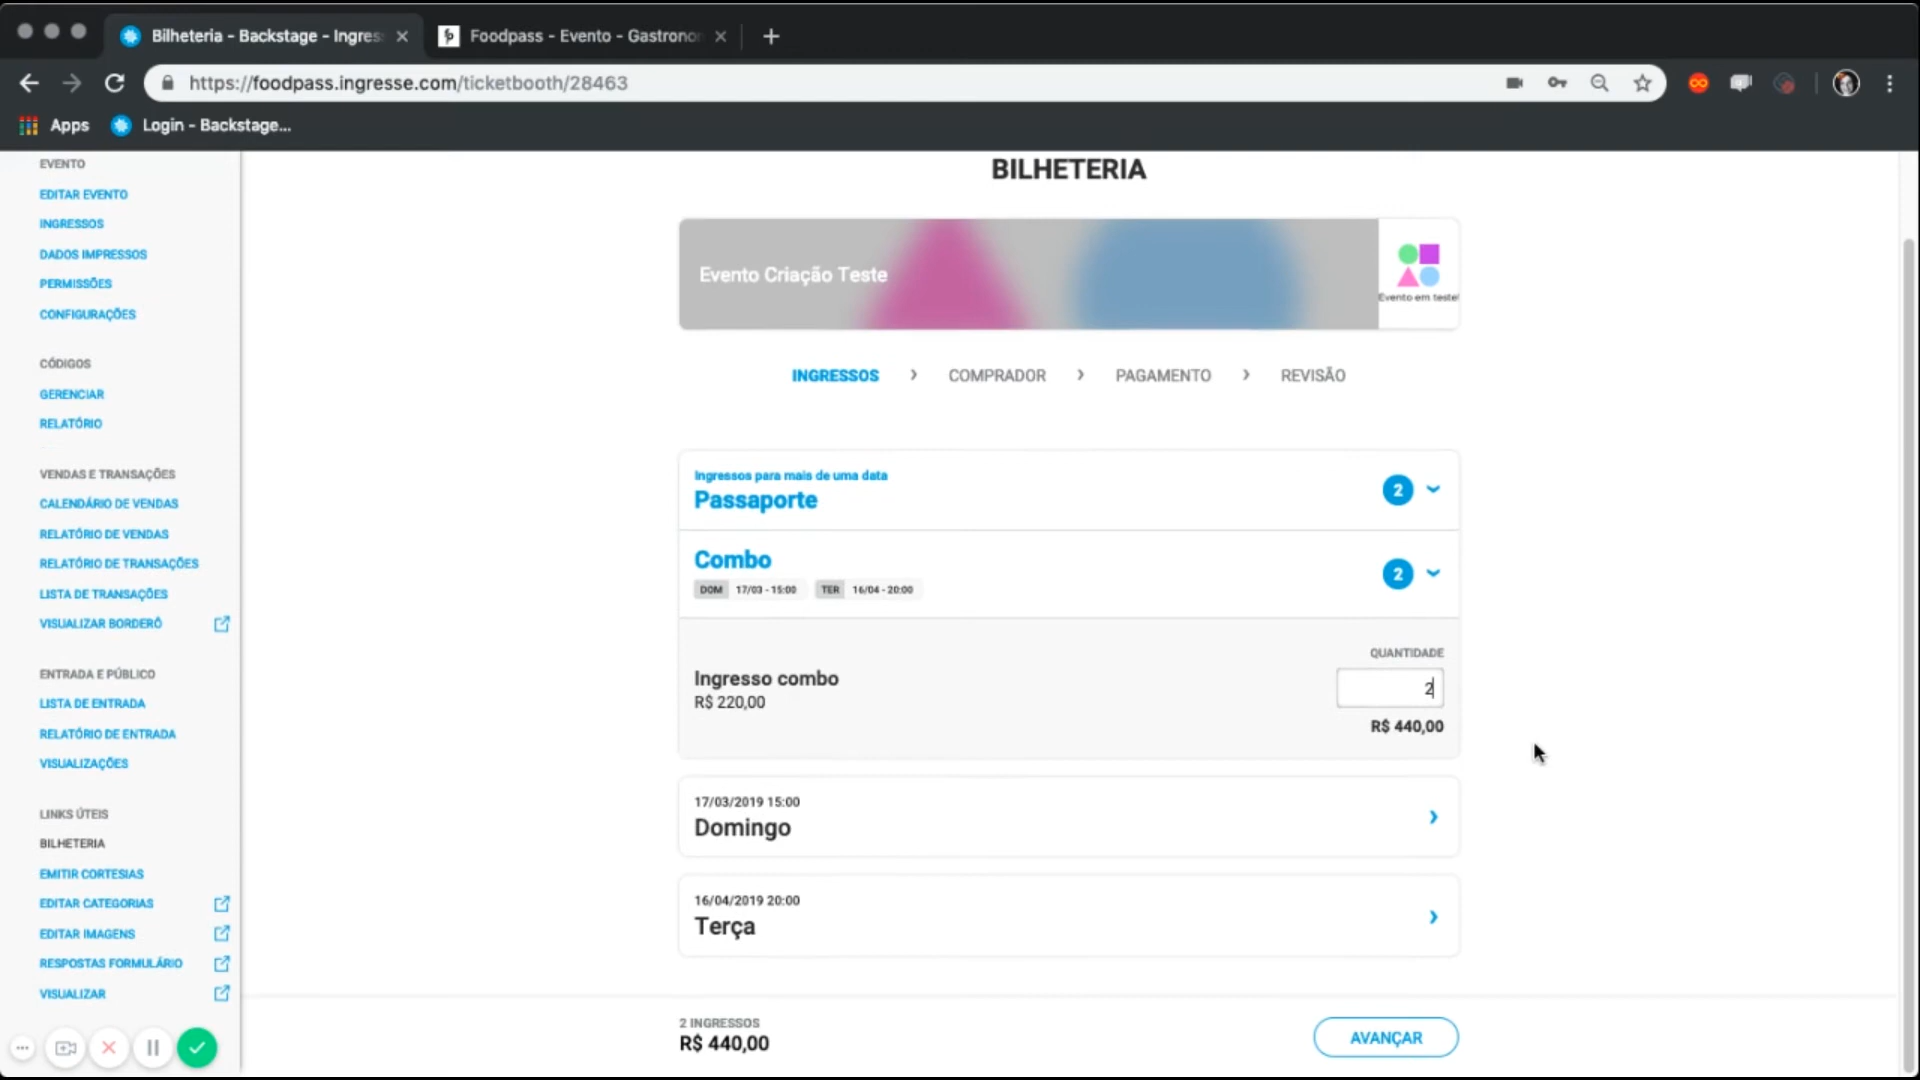 Bilheteria - Backstage - Ingres
Foodpass - Evento - Gastrono
https://foodpass.ingresse.com/ticketbooth/28463
Apps
Login - Backstage...
EVENTO
EDITAR EVENTO
INGRESSOS
DADOS IMPRESSOS
PERMISSÕES
CONFIGURAÇÕES
CÓDIGOS
GERENCIAR
RELATÓRIO
VENDAS E TRANSAÇÕES
CALENDÁRIO DE VENDAS
RELATÓRIO DE VENDAS
RELATÓRIO DE TRANSAÇÕES
LISTA DE TRANSAÇÕES
VISUALIZAR BORDERÔ
ENTRADA E PÚBLICO
LISTA DE ENTRADA
RELATÓRIO DE ENTRADA
VISUALIZAÇÕES
LINKS ÚTEIS
BILHETERIA
EMITIR CORTESIAS
EDITAR CATEGORIAS
EDITAR IMAGENS
RESPOSTAS FORMULÁRIO
VISUALIZAR
BILHETERIA
Evento Criação Teste
Evento em teste!
INGRESSOS > COMPRADOR > PAGAMENTO > REVISÃO
Ingressos para mais de uma data
Passaporte
2
Combo
2
DOM 17/03 - 15:00 TER 16/04 - 20:00
QUANTIDADE
Ingresso combo
2
R$ 220,00
R$ 440,00
17/03/2019 15:00
Domingo
16/04/2019 20:00
Terça
2 INGRESSOS
R$ 440,00
AVANÇAR